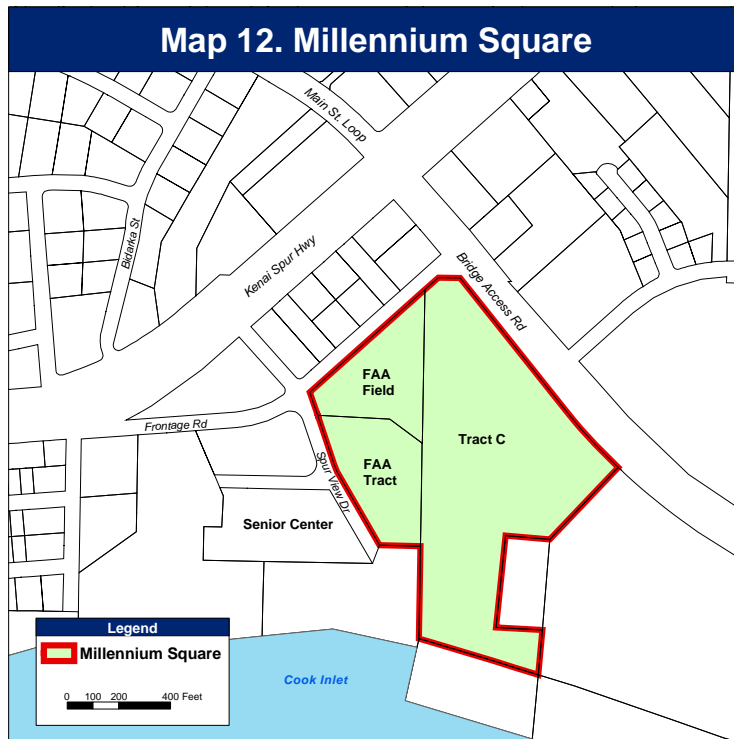 Map 12. Millennium Square
Main St. Loop
Bidarka St
Kenai Spur Hwy
Bridge Access Rd
FAA
Field
Frontage Rd
Tract C
FAA
Tract
Spur View Dr
Senior Center
Legend
Millennium Square
Cook Inlet
0 100 200 400 Feet